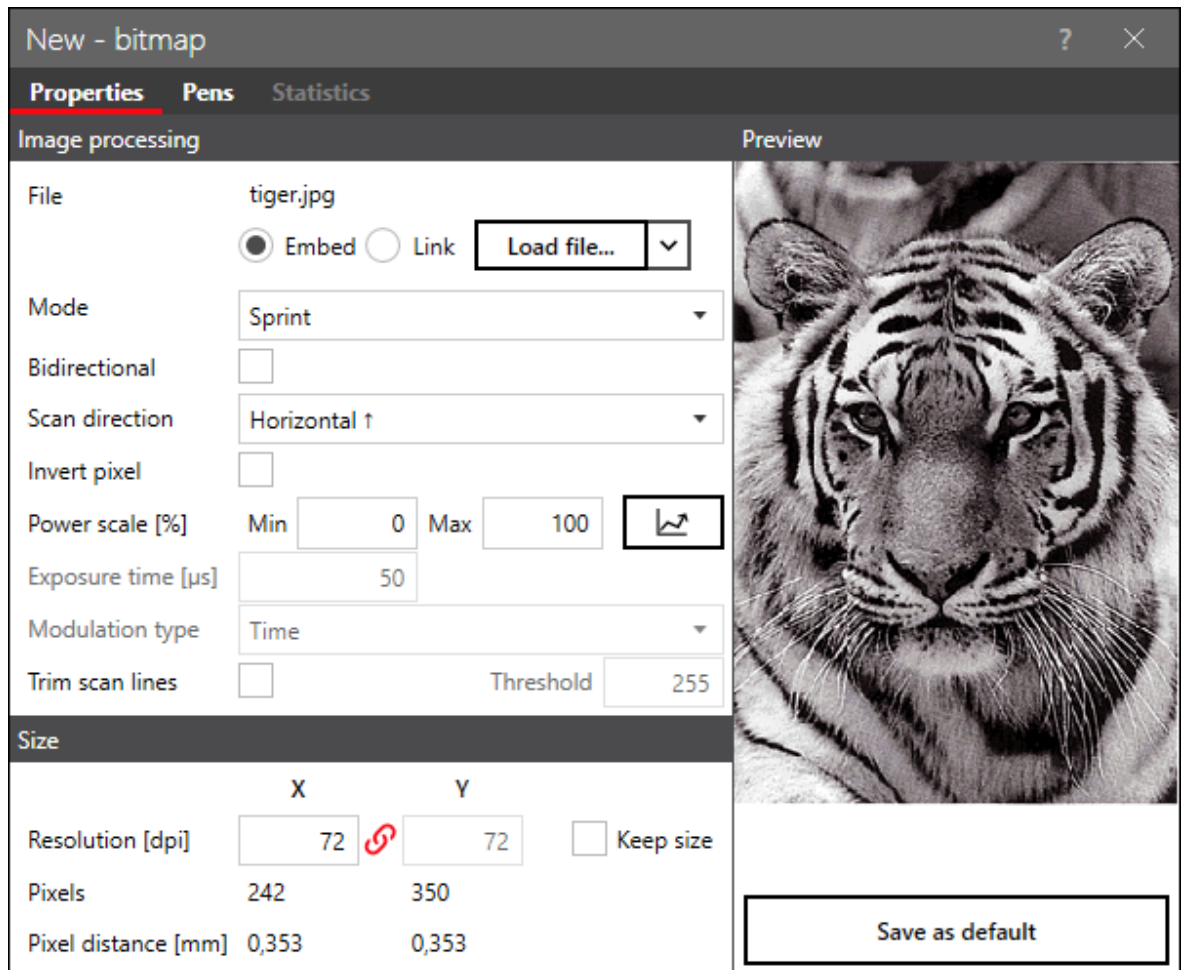 New - bitmap ?
Properties Pens Statistics
Image processing
Preview
File tiger.jpg
Embed Link Load file...
Mode Sprint
Bidirectional
Scan direction Horizontal ↑
Invert pixel
Power scale [%] Min 0 Max 100
Exposure time [µs] 50
Modulation type Time
Trim scan lines Threshold 255
Size
X Y
Resolution [dpi] 72 72 Keep size
Pixels 242 350
Pixel distance [mm] 0,353 0,353
Save as default